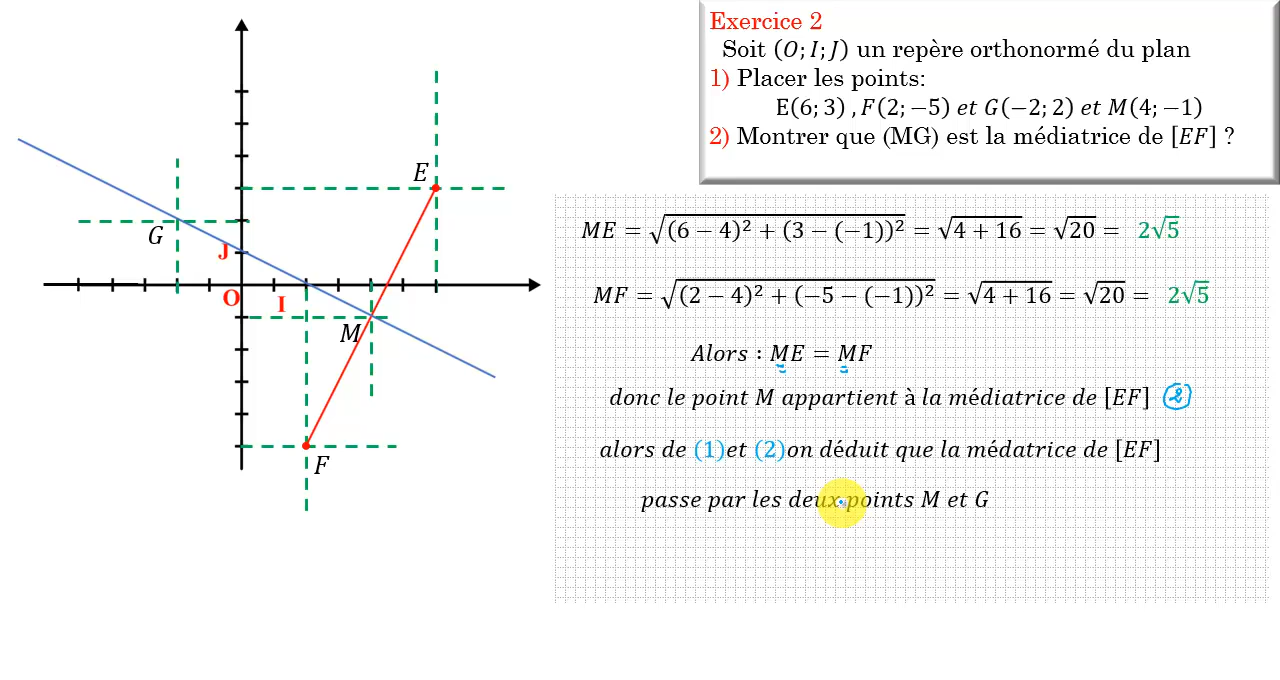 Exercice 2
Soit (O; I; J) un repère orthonormé du plan
1) Placer les points:
E(6; 3) , F(2; −5) et G(−2; 2) et M(4; −1)
2) Montrer que (MG) est la médiatrice de [EF] ?
E
G
J
O
I
M
F
ME = √((6 − 4)² + (3 − (−1))²) = √(4 + 16) = √20 = 2√5
MF = √((2 − 4)² + (−5 − (−1))²) = √(4 + 16) = √20 = 2√5
Alors : ME = MF
donc le point M appartient à la médiatrice de [EF] 2
alors de (1)et (2)on déduit que la médatrice de [EF]
passe par les deux points M et G